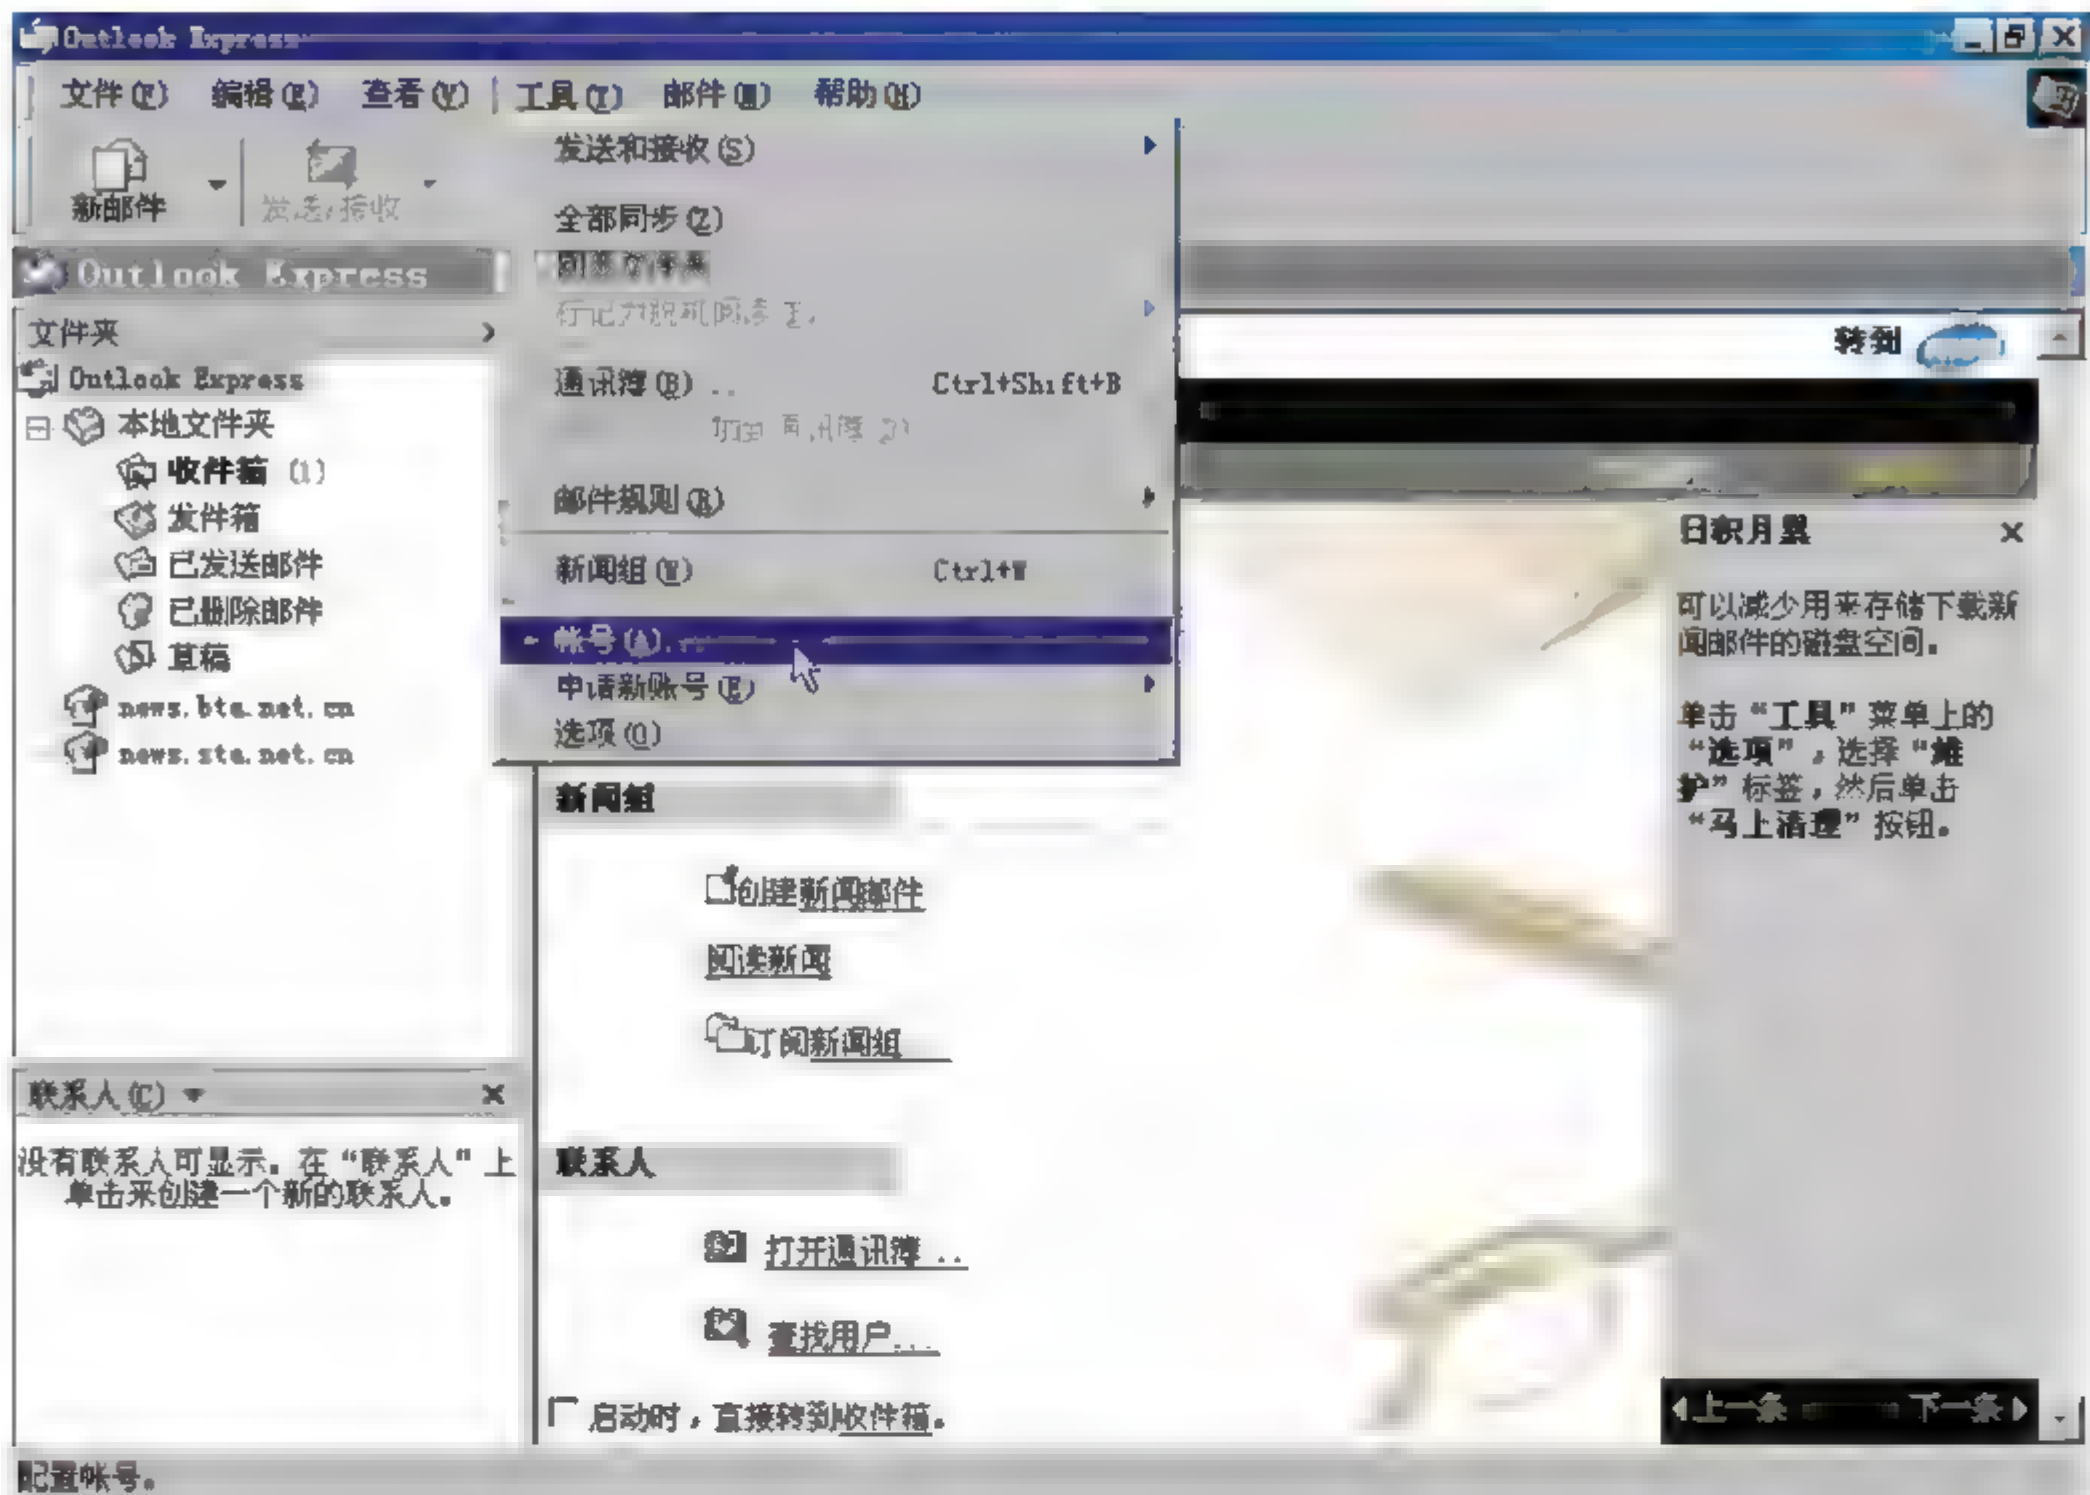 Outlook Express
文件(F) 编辑(E) 查看(V) 工具(T) 邮件(M) 帮助(H)
新邮件 发送/接收
发送和接收(S)
全部同步(Z)
通讯簿(B)... Ctrl+Shift+B
邮件规则(R)
新闻组(W) Ctrl+W
帐号(A)...
申请新账号(E)
选项(O)
Outlook Express
文件夹
Outlook Express
本地文件夹
收件箱 (1)
发件箱
已发送邮件
已删除邮件
草稿
news.bta.net.cn
news.sta.net.cn
联系人(C)
没有联系人可显示。在“联系人”上
单击来创建一个新的联系人。
新闻组
创建新闻邮件
阅读新闻
订阅新闻组
联系人
打开通讯簿...
查找用户...
启动时，直接转到收件箱。
转到
日积月累
可以减少用来存储下载新
闻邮件的磁盘空间。
单击“工具”菜单上的
“选项”，选择“维
护”标签，然后单击
“马上清理”按钮。
上一条 下一条
配置帐号。